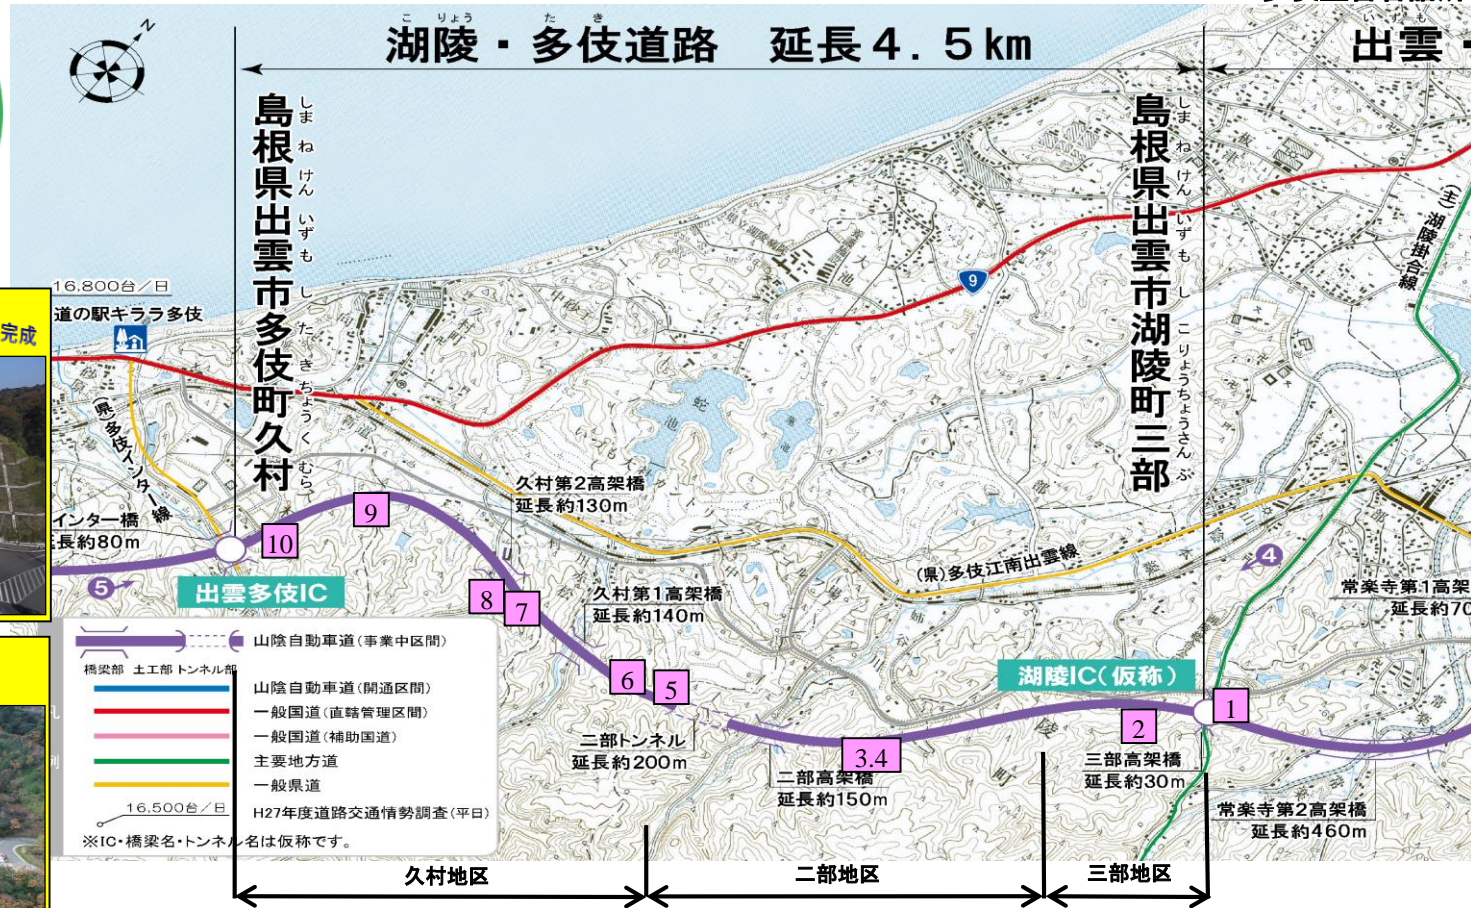 湖陵・多伎道路　延長４．５km
こ りょう た き
出雲・
い ず も
N
島根県出雲市多伎町久村
しまねけんいずもしたきちょうくむら
島根県出雲市湖陵町三部
しまねけんいずもしこりょうちょうさんぶ
(主)湖陵掛合線
16,800台／日
道の駅キララ多伎
完成
9
(県)多伎インター線
インター橋
長約80m
10
9
久村第2高架橋
延長約130m
5
出雲多伎IC
8
7
久村第1高架橋
延長約140m
(県)多伎江南出雲線
4
常楽寺第1高架
延長約70
6
5
湖陵IC(仮称)
1
2
二部トンネル
延長約200m
3.4
二部高架橋
延長約150m
三部高架橋
延長約30m
常楽寺第2高架橋
延長約460m
蛇池
大池
町
陵
山陰自動車道(事業中区間)
橋梁部 土工部 トンネル部
山陰自動車道(開通区間)
一般国道(直轄管理区間)
一般国道(補助国道)
主要地方道
一般県道
16,500台／日
H27年度道路交通情勢調査(平日)
※IC・橋梁名・トンネル名は仮称です。
例
久村地区
二部地区
三部地区